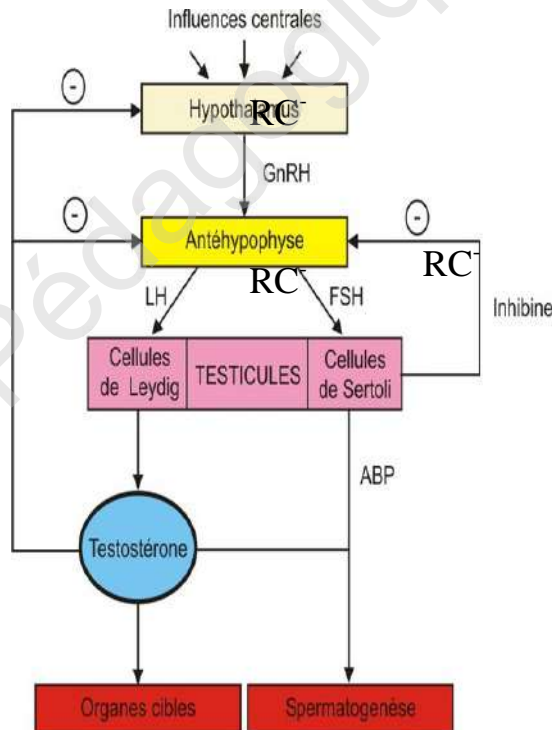 Influences centrales
-
Hypothalamus
RC-
GnRH
-
-
Antéhypophyse
RC-
RC-
LH
FSH
Inhibine
Cellules
de Leydig
TESTICULES
Cellules
de Sertoli
ABP
Testostérone
Organes cibles
Spermatogenèse